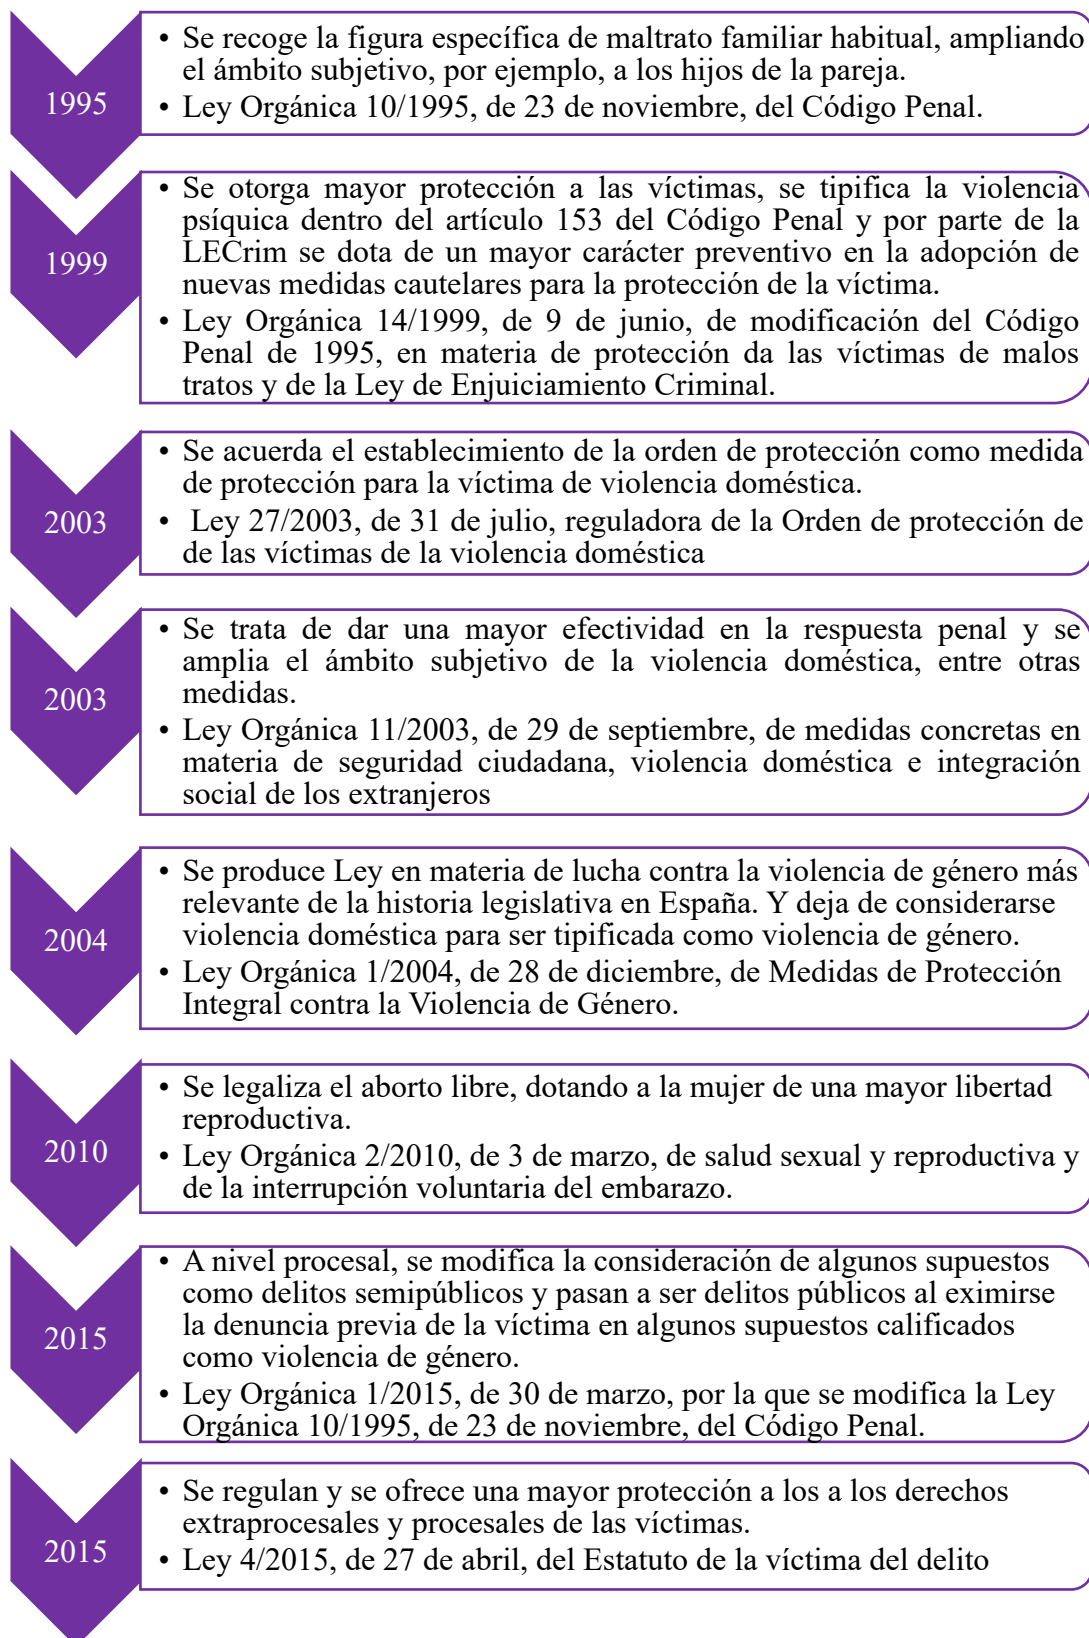 1995
• Se recoge la figura específica de maltrato familiar habitual, ampliando
el ámbito subjetivo, por ejemplo, a los hijos de la pareja.
• Ley Orgánica 10/1995, de 23 de noviembre, del Código Penal.
1999
• Se otorga mayor protección a las víctimas, se tipifica la violencia
psíquica dentro del artículo 153 del Código Penal y por parte de la
LECrim se dota de un mayor carácter preventivo en la adopción de
nuevas medidas cautelares para la protección de la víctima.
• Ley Orgánica 14/1999, de 9 de junio, de modificación del Código
Penal de 1995, en materia de protección da las víctimas de malos
tratos y de la Ley de Enjuiciamiento Criminal.
2003
• Se acuerda el establecimiento de la orden de protección como medida
de protección para la víctima de violencia doméstica.
• Ley 27/2003, de 31 de julio, reguladora de la Orden de protección de
de las víctimas de la violencia doméstica
2003
• Se trata de dar una mayor efectividad en la respuesta penal y se
amplia el ámbito subjetivo de la violencia doméstica, entre otras
medidas.
• Ley Orgánica 11/2003, de 29 de septiembre, de medidas concretas en
materia de seguridad ciudadana, violencia doméstica e integración
social de los extranjeros
2004
• Se produce Ley en materia de lucha contra la violencia de género más
relevante de la historia legislativa en España. Y deja de considerarse
violencia doméstica para ser tipificada como violencia de género.
• Ley Orgánica 1/2004, de 28 de diciembre, de Medidas de Protección
Integral contra la Violencia de Género.
2010
• Se legaliza el aborto libre, dotando a la mujer de una mayor libertad
reproductiva.
• Ley Orgánica 2/2010, de 3 de marzo, de salud sexual y reproductiva y
de la interrupción voluntaria del embarazo.
2015
• A nivel procesal, se modifica la consideración de algunos supuestos
como delitos semipúblicos y pasan a ser delitos públicos al eximirse
la denuncia previa de la víctima en algunos supuestos calificados
como violencia de género.
• Ley Orgánica 1/2015, de 30 de marzo, por la que se modifica la Ley
Orgánica 10/1995, de 23 de noviembre, del Código Penal.
2015
• Se regulan y se ofrece una mayor protección a los a los derechos
extraprocesales y procesales de las víctimas.
• Ley 4/2015, de 27 de abril, del Estatuto de la víctima del delito